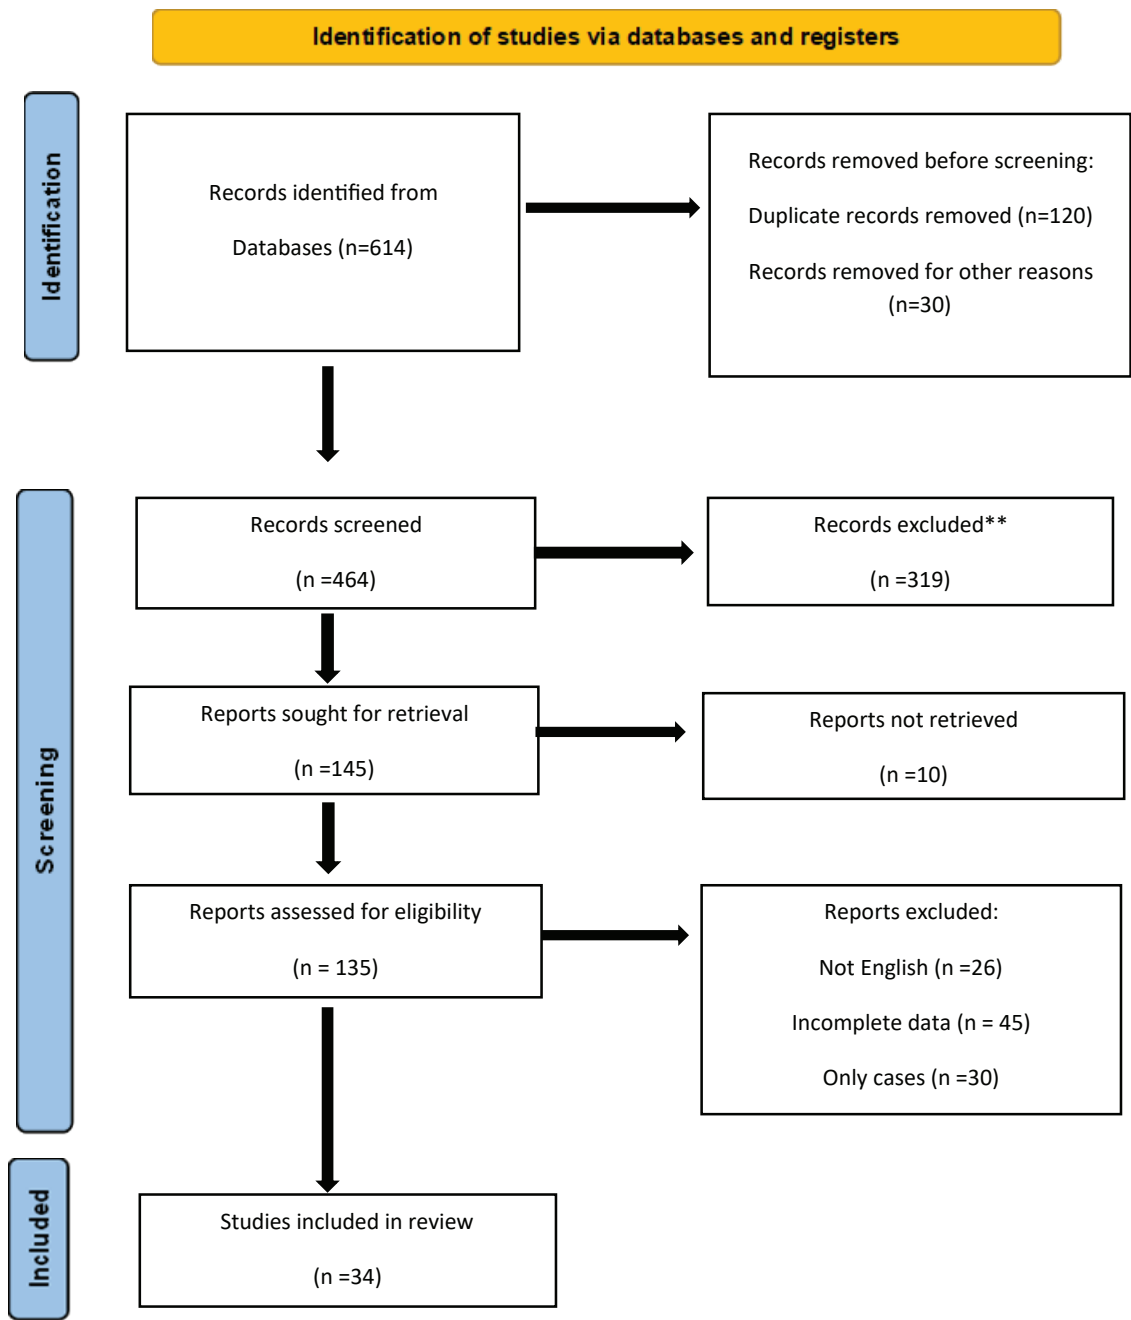 Identification of studies via databases and registers
Identification
Records identified from
Databases (n=614)
Records removed before screening:
Duplicate records removed (n=120)
Records removed for other reasons
(n=30)
Screening
Records screened
(n =464)
Records excluded**
(n =319)
Reports sought for retrieval
(n =145)
Reports not retrieved
(n =10)
Reports assessed for eligibility
(n = 135)
Reports excluded:
Not English (n =26)
Incomplete data (n = 45)
Only cases (n =30)
Included
Studies included in review
(n =34)